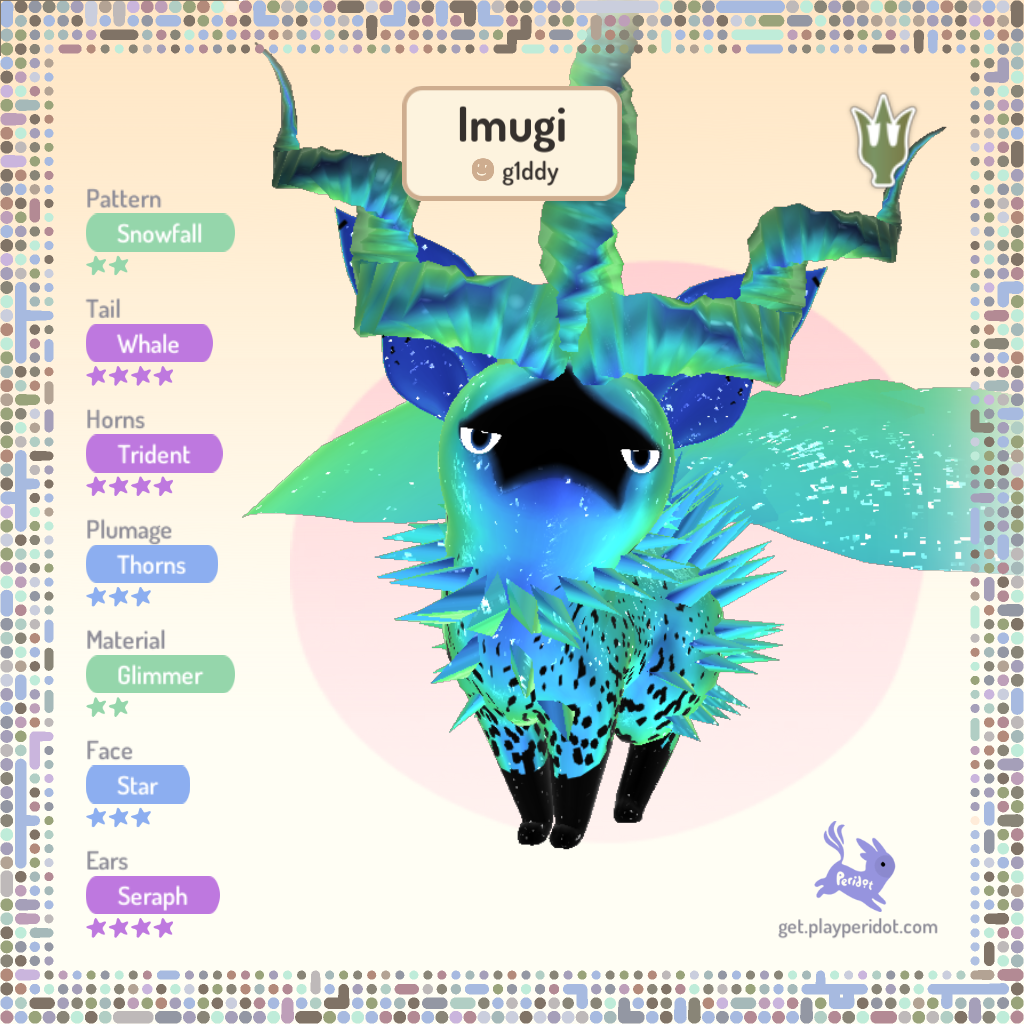 Imugi
g1ddy
Pattern
Snowfall
Tail
Whale
Horns
Trident
Plumage
Thorns
Material
Glimmer
Face
Star
Ears
Seraph
Peridot
get.playperidot.com